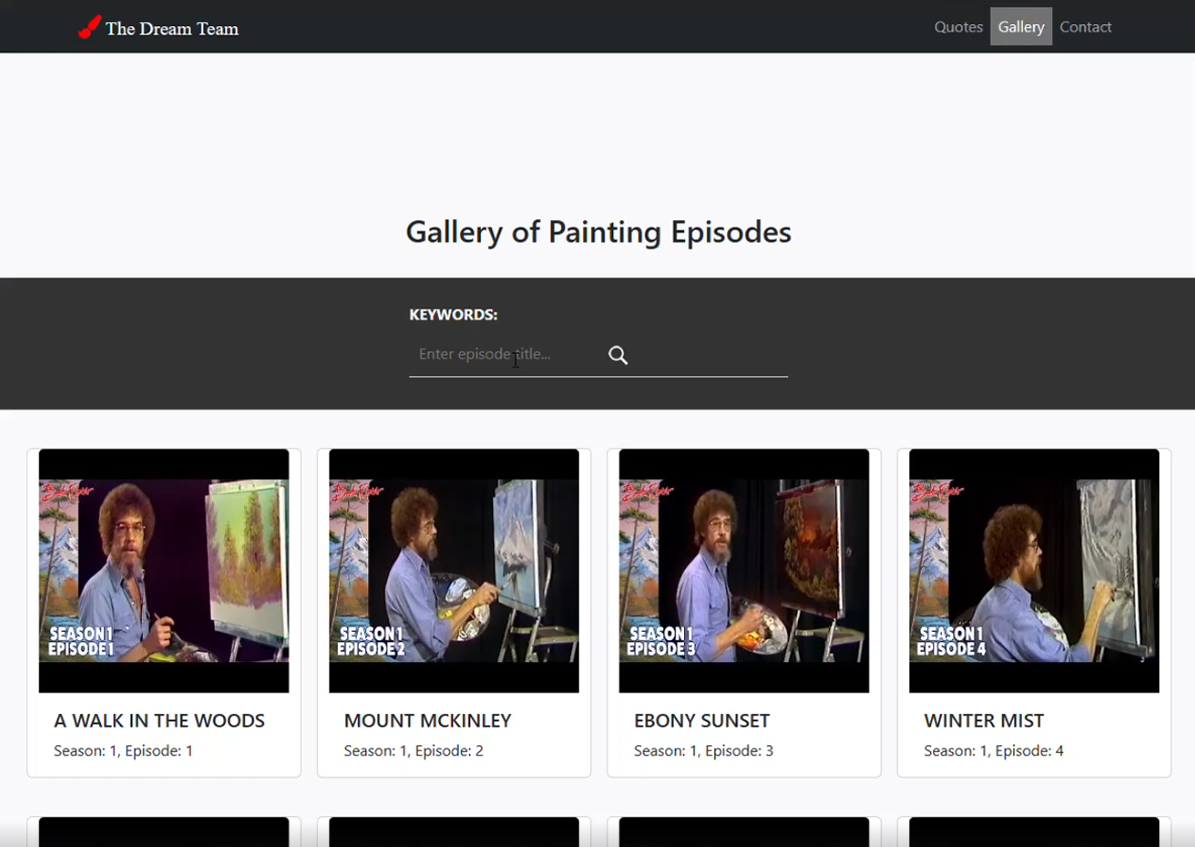 The Dream Team
Quotes Gallery Contact
Gallery of Painting Episodes
KEYWORDS:
Enter episode title...
SEASON 1
EPISODE 1
SEASON 1
EPISODE 2
SEASON 1
EPISODE 3
SEASON 1
EPISODE 4
A WALK IN THE WOODS
Season: 1, Episode: 1
MOUNT MCKINLEY
Season: 1, Episode: 2
EBONY SUNSET
Season: 1, Episode: 3
WINTER MIST
Season: 1, Episode: 4